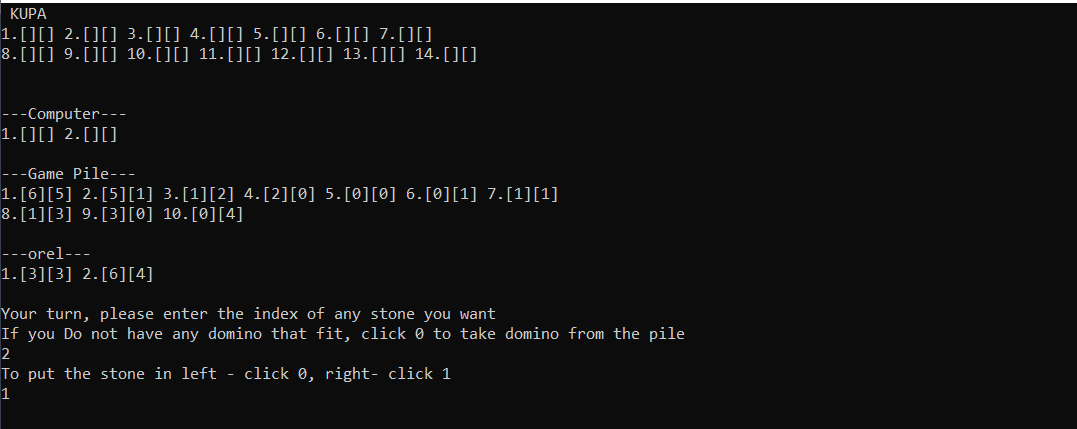 KUPA
1.[][] 2.[][] 3.[][] 4.[][] 5.[][] 6.[][] 7.[][]
8.[][] 9.[][] 10.[][] 11.[][] 12.[][] 13.[][] 14.[][]
---Computer---
1.[][] 2.[][]
---Game Pile---
1.[6][5] 2.[5][1] 3.[1][2] 4.[2][0] 5.[0][0] 6.[0][1] 7.[1][1]
8.[1][3] 9.[3][0] 10.[0][4]
---orel---
1.[3][3] 2.[6][4]
Your turn, please enter the index of any stone you want
If you Do not have any domino that fit, click 0 to take domino from the pile
2
To put the stone in left - click 0, right- click 1
1